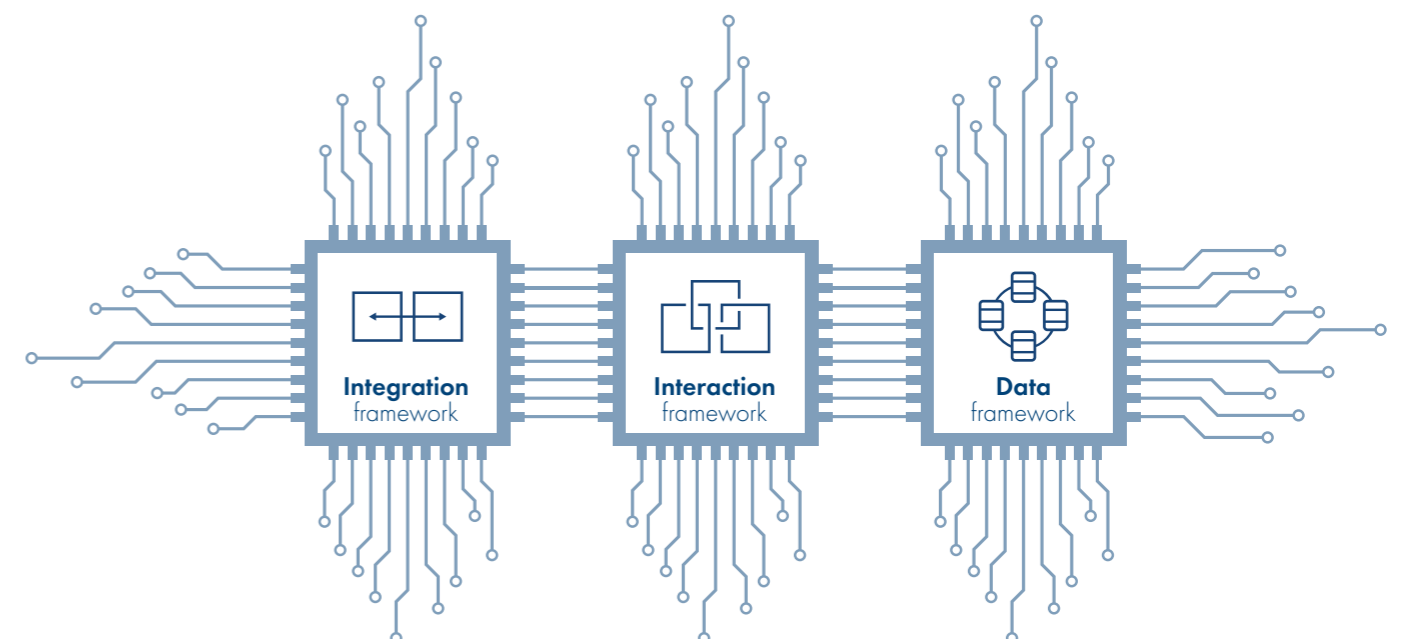 Integration
framework
Interaction
framework
Data
framework